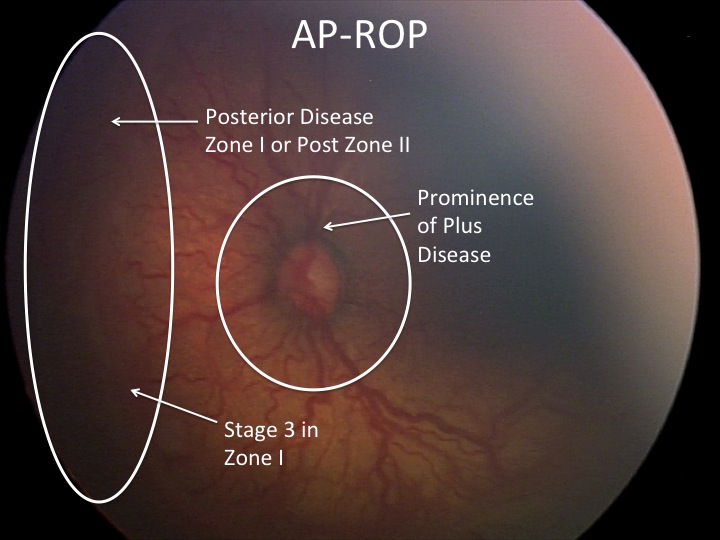 AP-ROP
Posterior Disease
Zone I or Post Zone II
Prominence
of Plus
Disease
Stage 3 in
Zone I